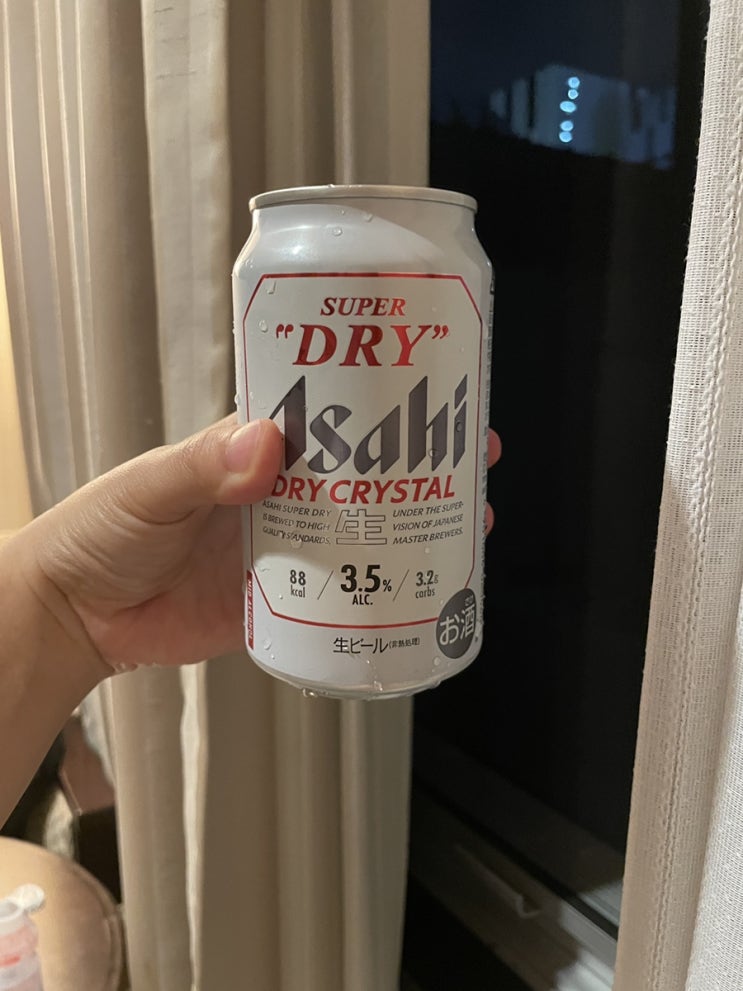 SUPER
"DRY"
Asahi
DRY CRYSTAL
ASAHI SUPER DRY
IS BREWED TO HIGH
QUALITY STANDARDS,
生
UNDER THE SUPER-
VISION OF JAPANESE
MASTER BREWERS.
88
kcal
3.5%
ALC.
3.2g
carbs
お酒
生ビール(非熱処理)